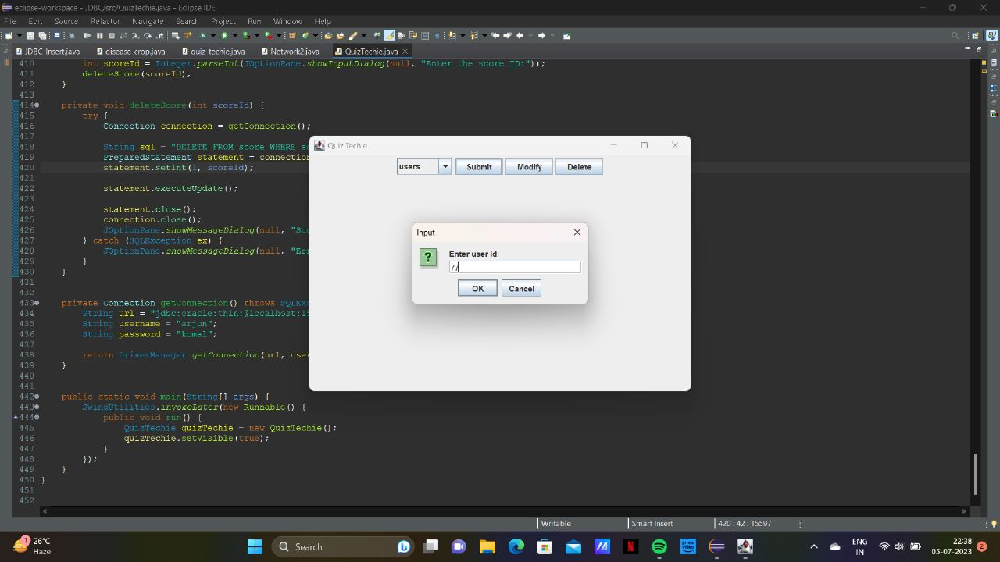 eclipse-workspace - JDBC/src/QuizTechie.java - Eclipse IDE
File Edit Source Refactor Navigate Search Project Run Window Help
JDBC_Insert.java disease_crop.java quiz_techie.java Network2.java QuizTechie.java
410 int scoreId = Integer.parseInt(JOptionPane.showInputDialog(null, "Enter the score ID:"));
411 deleteScore(scoreId);
412 }
413
414 private void deleteScore(int scoreId) {
415 try {
416 Connection connection = getConnection();
417
418 String sql = "DELETE FROM score WHERE sc
419 PreparedStatement statement = connection
420 statement.setInt(1, scoreId);
421
422 statement.executeUpdate();
423
424 statement.close();
425 connection.close();
426 JOptionPane.showMessageDialog(null, "Sco
427 } catch (SQLException ex) {
428 JOptionPane.showMessageDialog(null, "Err
429 }
430 }
431
432
433 private Connection getConnection() throws SQLExc
434 String url = "jdbc:oracle:thin:@localhost:15
435 String username = "arjun";
436 String password = "komal";
437
438 return DriverManager.getConnection(url, user
439 }
440
441
442 public static void main(String[] args) {
443 SwingUtilities.invokeLater(new Runnable() {
444 public void run() {
445 QuizTechie quizTechie = new QuizTechie();
446 quizTechie.setVisible(true);
447 }
448 });
449 }
450 }
451
452
Quiz Techie
users Submit Modify Delete
Input
Enter user id:
77
OK Cancel
Writable Smart Insert 420 : 42 : 15597
1 26°C
Haze
Search
prime video
ENG
IN
22:38
05-07-2023
2